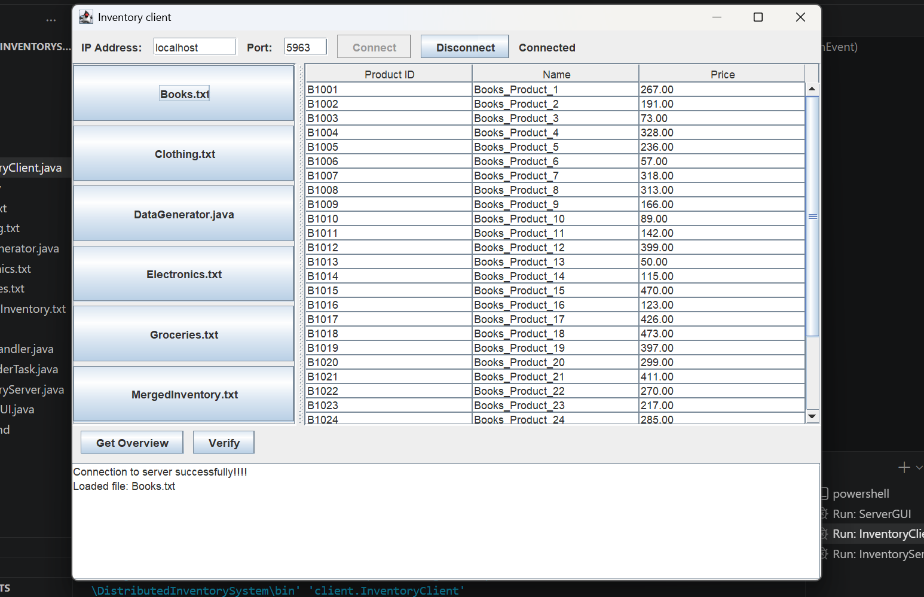 ...
Inventory client
INVENTORYS...
IP Address: localhost Port: 5963 Connect Disconnect Connected
nEvent)
Books.txt
Clothing.txt
DataGenerator.java
Electronics.txt
Groceries.txt
MergedInventory.txt
Product ID Name Price
B1001 Books_Product_1 267.00
B1002 Books_Product_2 191.00
B1003 Books_Product_3 73.00
B1004 Books_Product_4 328.00
B1005 Books_Product_5 236.00
B1006 Books_Product_6 57.00
B1007 Books_Product_7 318.00
B1008 Books_Product_8 313.00
B1009 Books_Product_9 166.00
B1010 Books_Product_10 89.00
B1011 Books_Product_11 142.00
B1012 Books_Product_12 399.00
B1013 Books_Product_13 50.00
B1014 Books_Product_14 115.00
B1015 Books_Product_15 470.00
B1016 Books_Product_16 123.00
B1017 Books_Product_17 426.00
B1018 Books_Product_18 473.00
B1019 Books_Product_19 397.00
B1020 Books_Product_20 299.00
B1021 Books_Product_21 411.00
B1022 Books_Product_22 270.00
B1023 Books_Product_23 217.00
B1024 Books_Product_24 285.00
ryClient.java
xt
g.txt
nerator.java
nics.txt
es.txt
Inventory.txt
andler.java
derTask.java
ryServer.java
UI.java
nd
Get Overview Verify
Connection to server successfully!!!!
Loaded file: Books.txt
powershell
Run: ServerGUI
Run: InventoryClie
Run: InventorySer
TS
\DistributedInventorySystem\bin' 'client.InventoryClient'